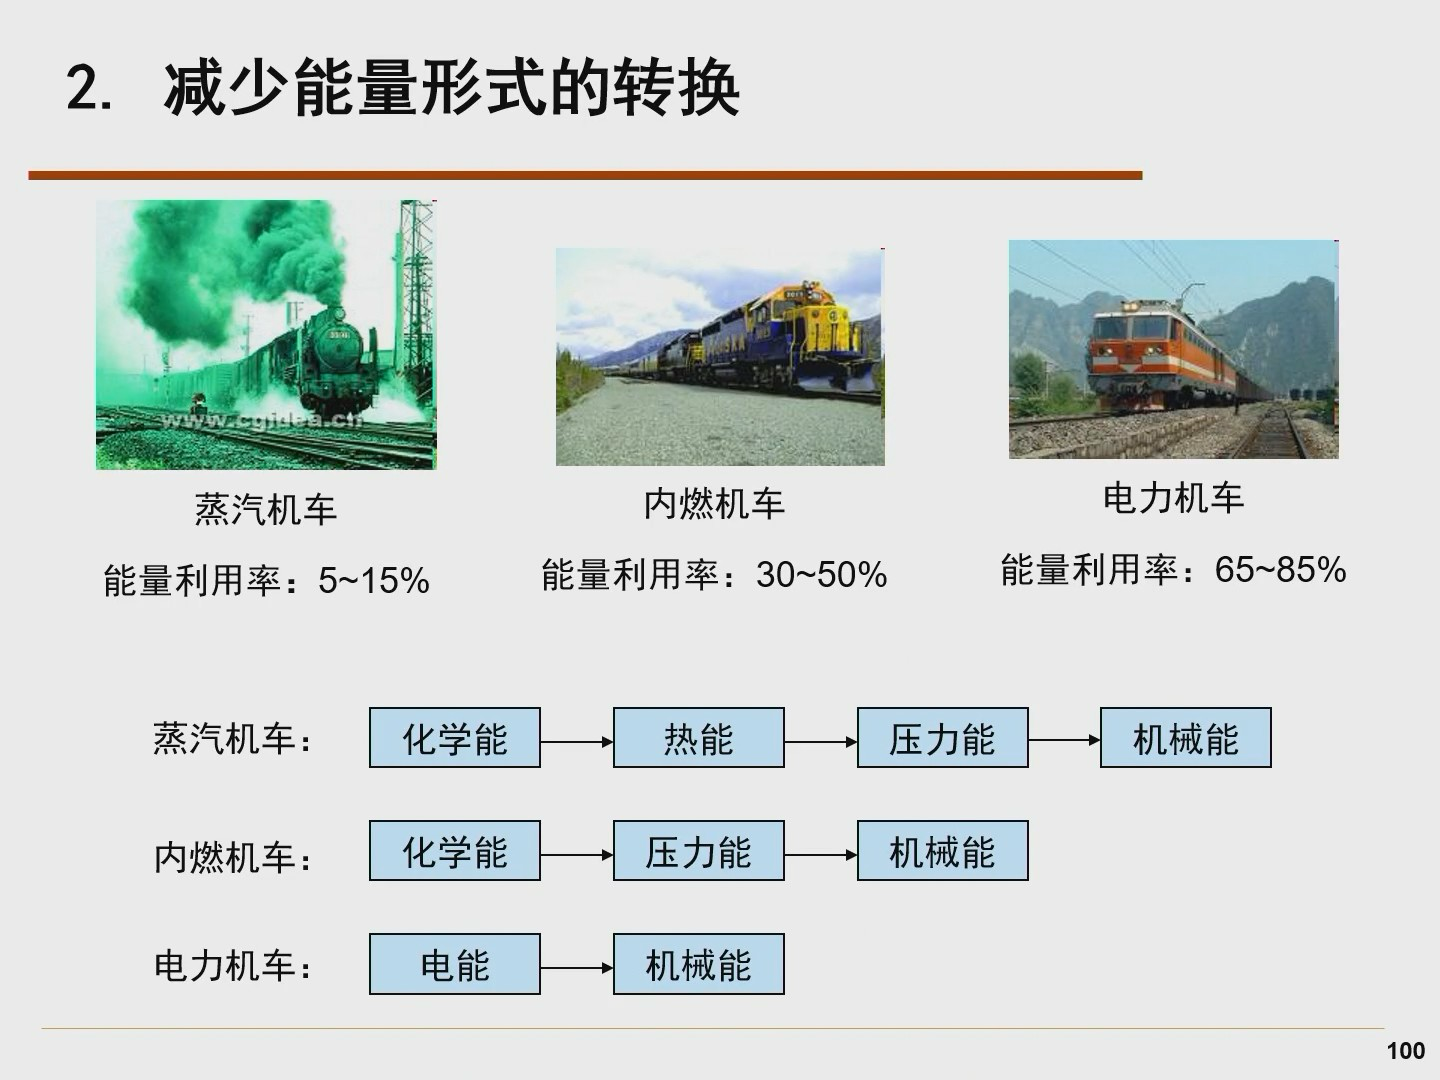 2. 减少能量形式的转换
www.cgidea.cn
蒸汽机车
内燃机车
电力机车
能量利用率：5~15%
能量利用率：30~50%
能量利用率：65~85%
蒸汽机车： 化学能 热能 压力能 机械能
内燃机车： 化学能 压力能 机械能
电力机车： 电能 机械能
100